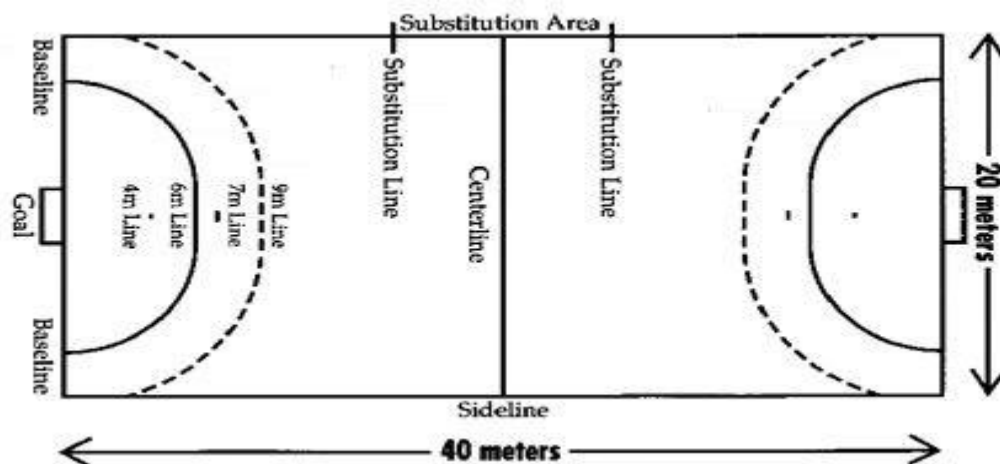 Substitution Area
Baseline
Substitution Line
Substitution Line
Centerline
20 meters
Goal
4m Line
6m Line
7m Line
9m Line
Baseline
Sideline
40 meters